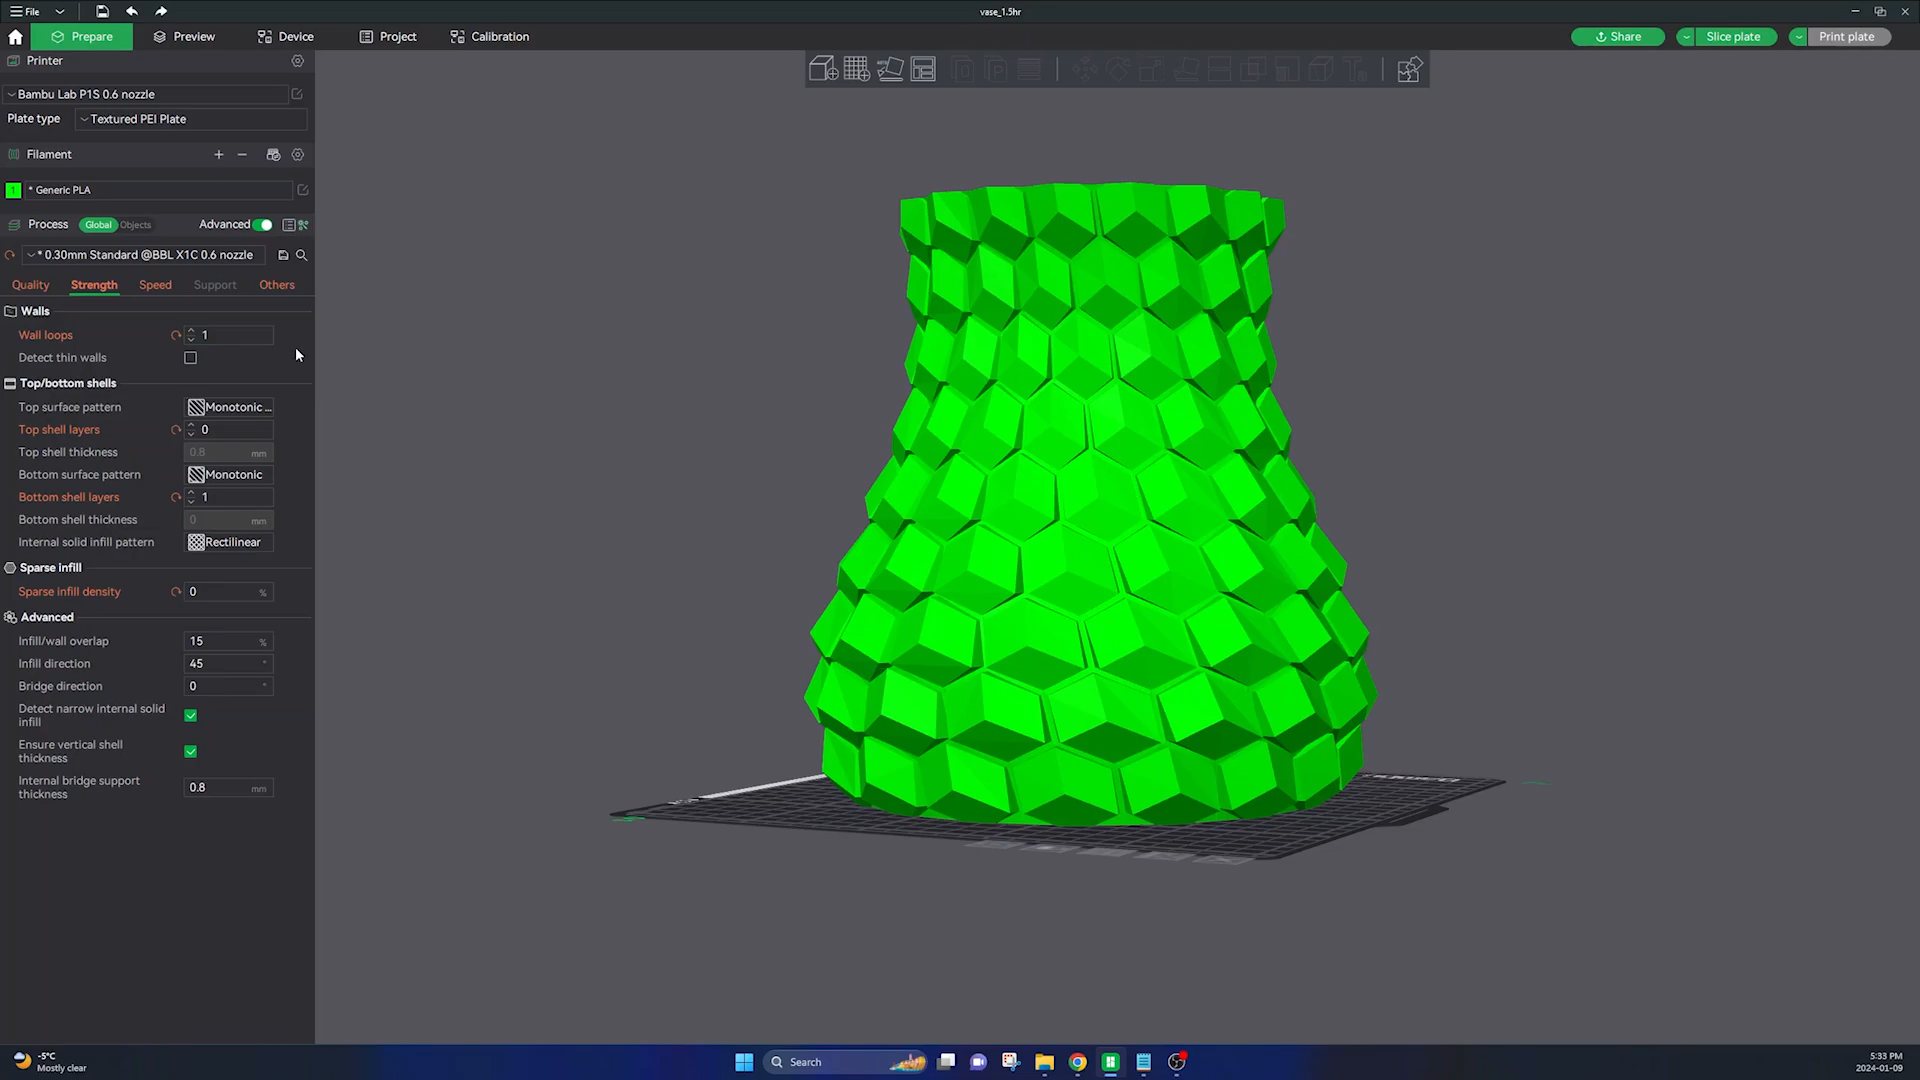 File
vase_1.5hr
Prepare
Preview
Device
Project
Calibration
Share
Slice plate
Print plate
Printer
Bambu Lab P1S 0.6 nozzle
Plate type
Textured PEI Plate
Filament
+ −
1
* Generic PLA
Process
Global
Objects
Advanced
* 0.30mm Standard @BBL X1C 0.6 nozzle
Quality
Strength
Speed
Support
Others
Walls
Wall loops 1
Detect thin walls
Top/bottom shells
Top surface pattern Monotonic ...
Top shell layers 0
Top shell thickness 0.8 mm
Bottom surface pattern Monotonic
Bottom shell layers 1
Bottom shell thickness 0 mm
Internal solid infill pattern Rectilinear
Sparse infill
Sparse infill density 0 %
Advanced
Infill/wall overlap 15 %
Infill direction 45 °
Bridge direction 0 °
Detect narrow internal solid
infill
Ensure vertical shell
thickness
Internal bridge support
thickness
0.8 mm
-5°C
Mostly clear
Search
5:33 PM
2024-01-09